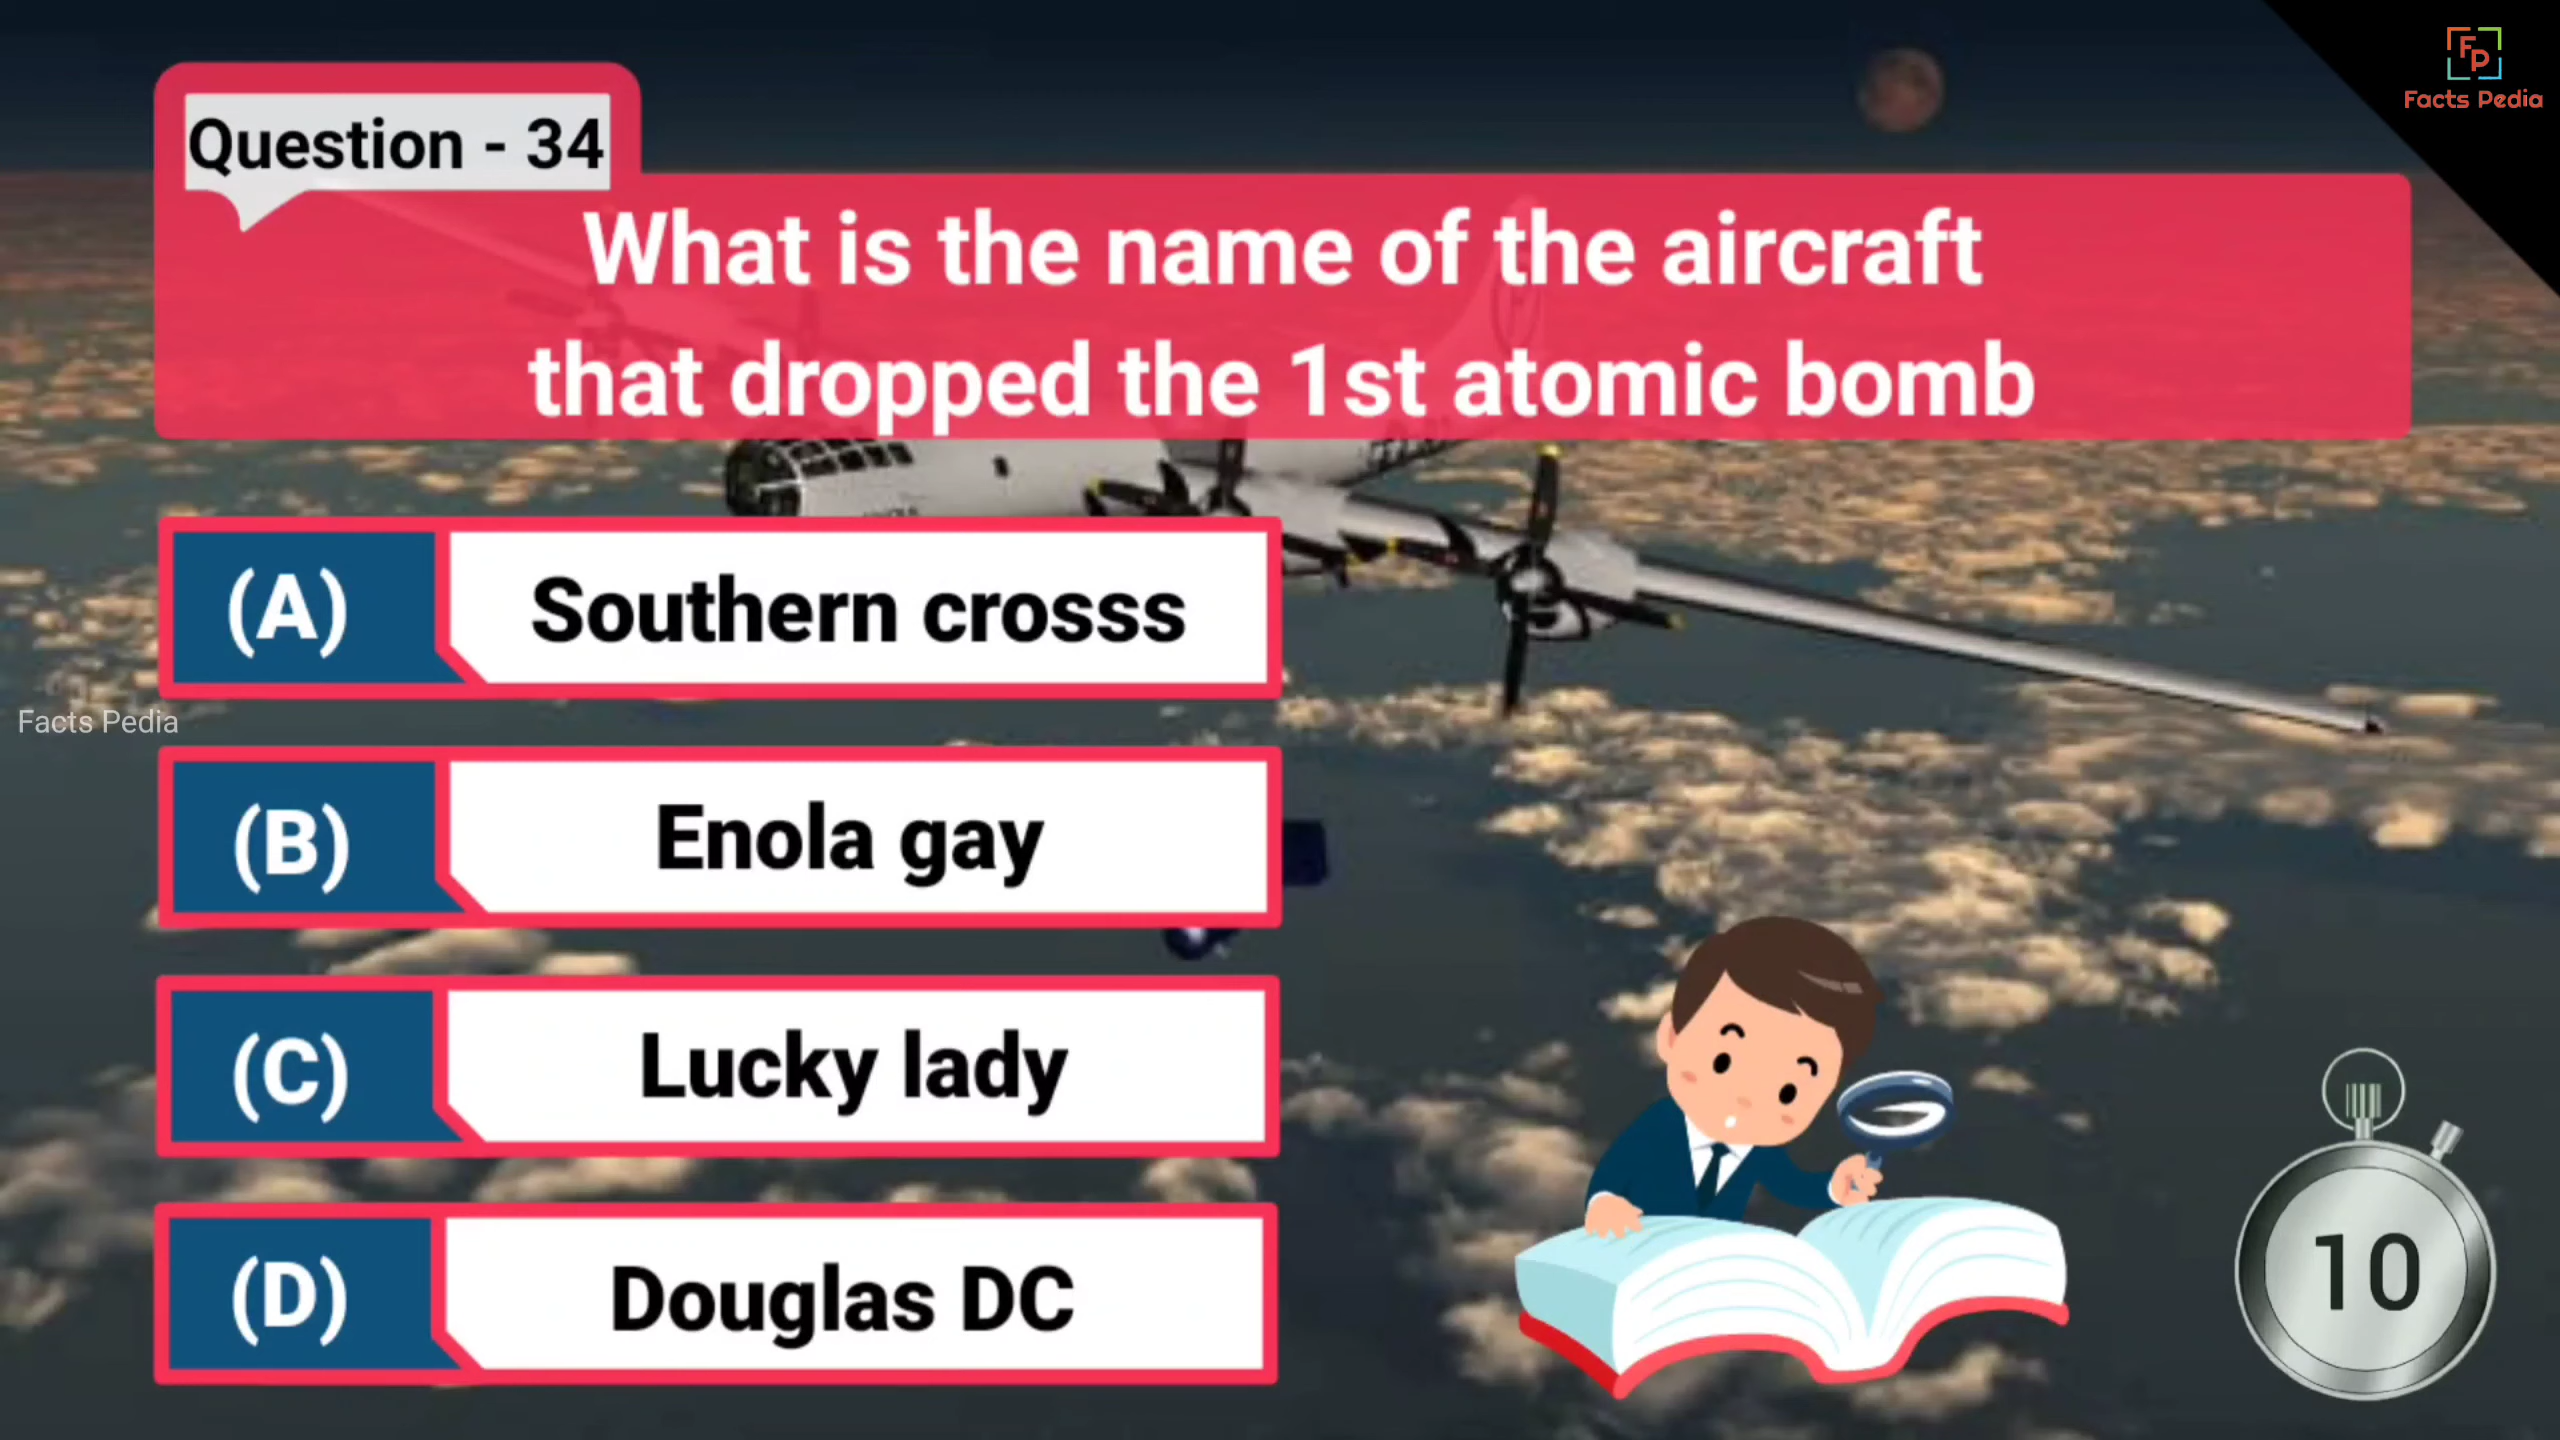 FP
Facts Pedia
Question - 34
What is the name of the aircraft
that dropped the 1st atomic bomb
(A) Southern crosss
Facts Pedia
(B) Enola gay
(C) Lucky lady
(D) Douglas DC
10